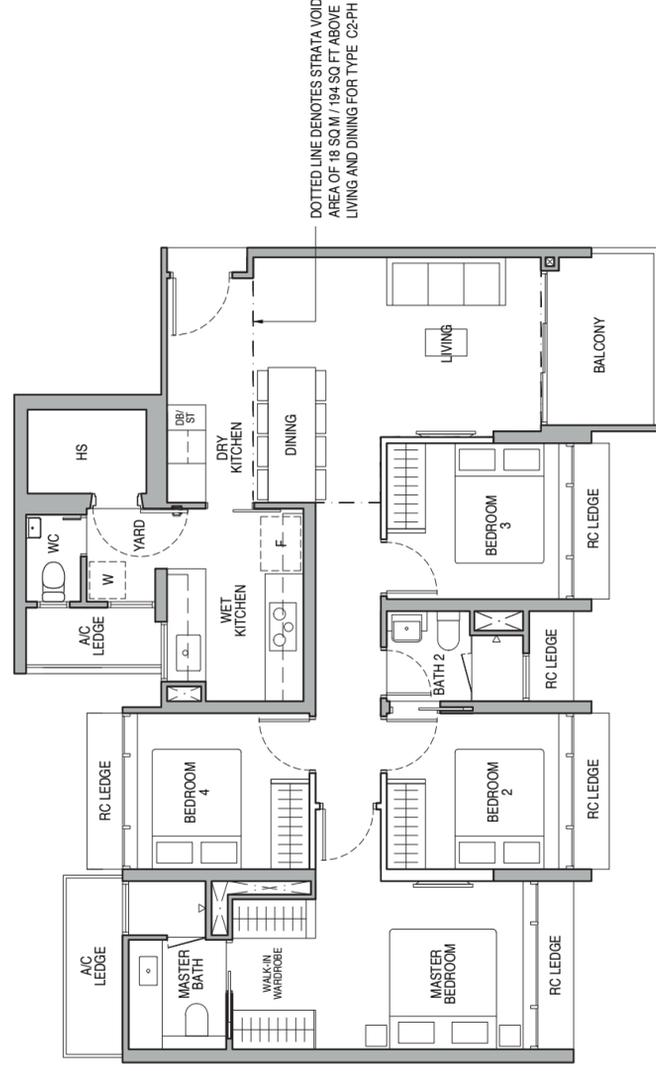 DOTTED LINE DENOTES STRATA VOID
AREA OF 18 SQ M / 194 SQ FT ABOVE
LIVING AND DINING FOR TYPE C2-PH
HS
DB/
ST
DRY
KITCHEN
DINING
LIVING
BALCONY
WC
YARD
W
A/C
LEDGE
WET
KITCHEN
F
BEDROOM
3
RC LEDGE
BATH 2
RC LEDGE
RC LEDGE
BEDROOM
4
BEDROOM
2
RC LEDGE
A/C
LEDGE
MASTER
BATH
WALK-IN
WARDROBE
MASTER
BEDROOM
RC LEDGE